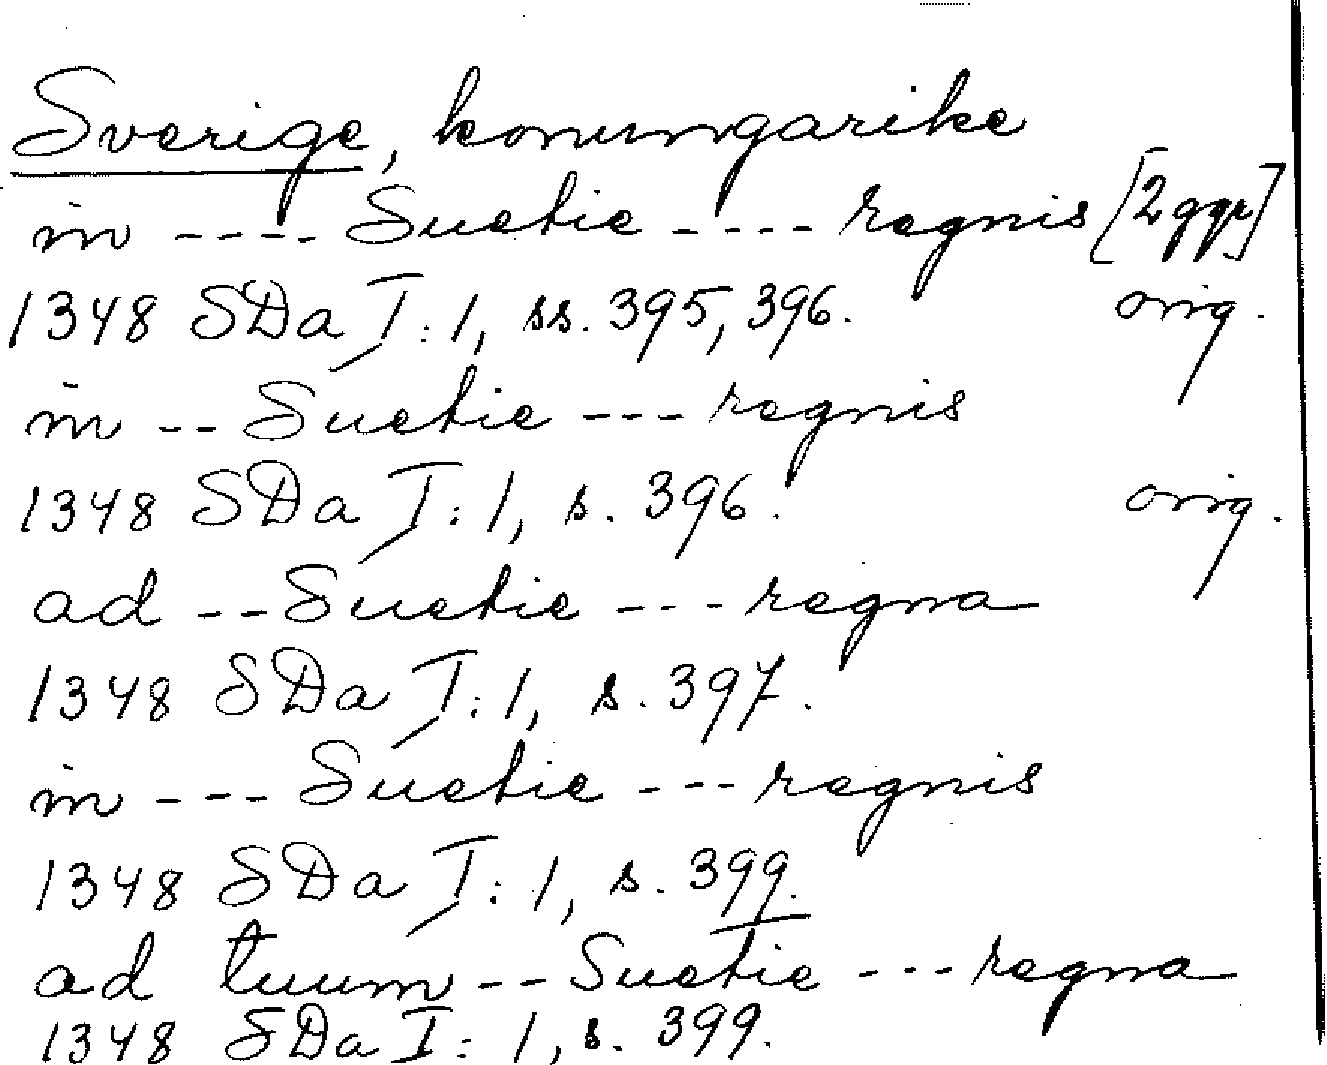 Sverige, konungarike
in ---- Suetie ---- regnis [2 ggr]
1348 SDa I: 1, ss. 395, 396. orig.
in -- Suetie --- regnis
1348 SDa I: 1, s. 396. orig.
ad -- Suetie --- regna
1348 SDa I: 1, s. 397.
in --- Suetie --- regnis
1348 SDa I: 1, s. 399.
ad tuum -- Suetie --- regna
1348 SDa I: 1, s. 399.